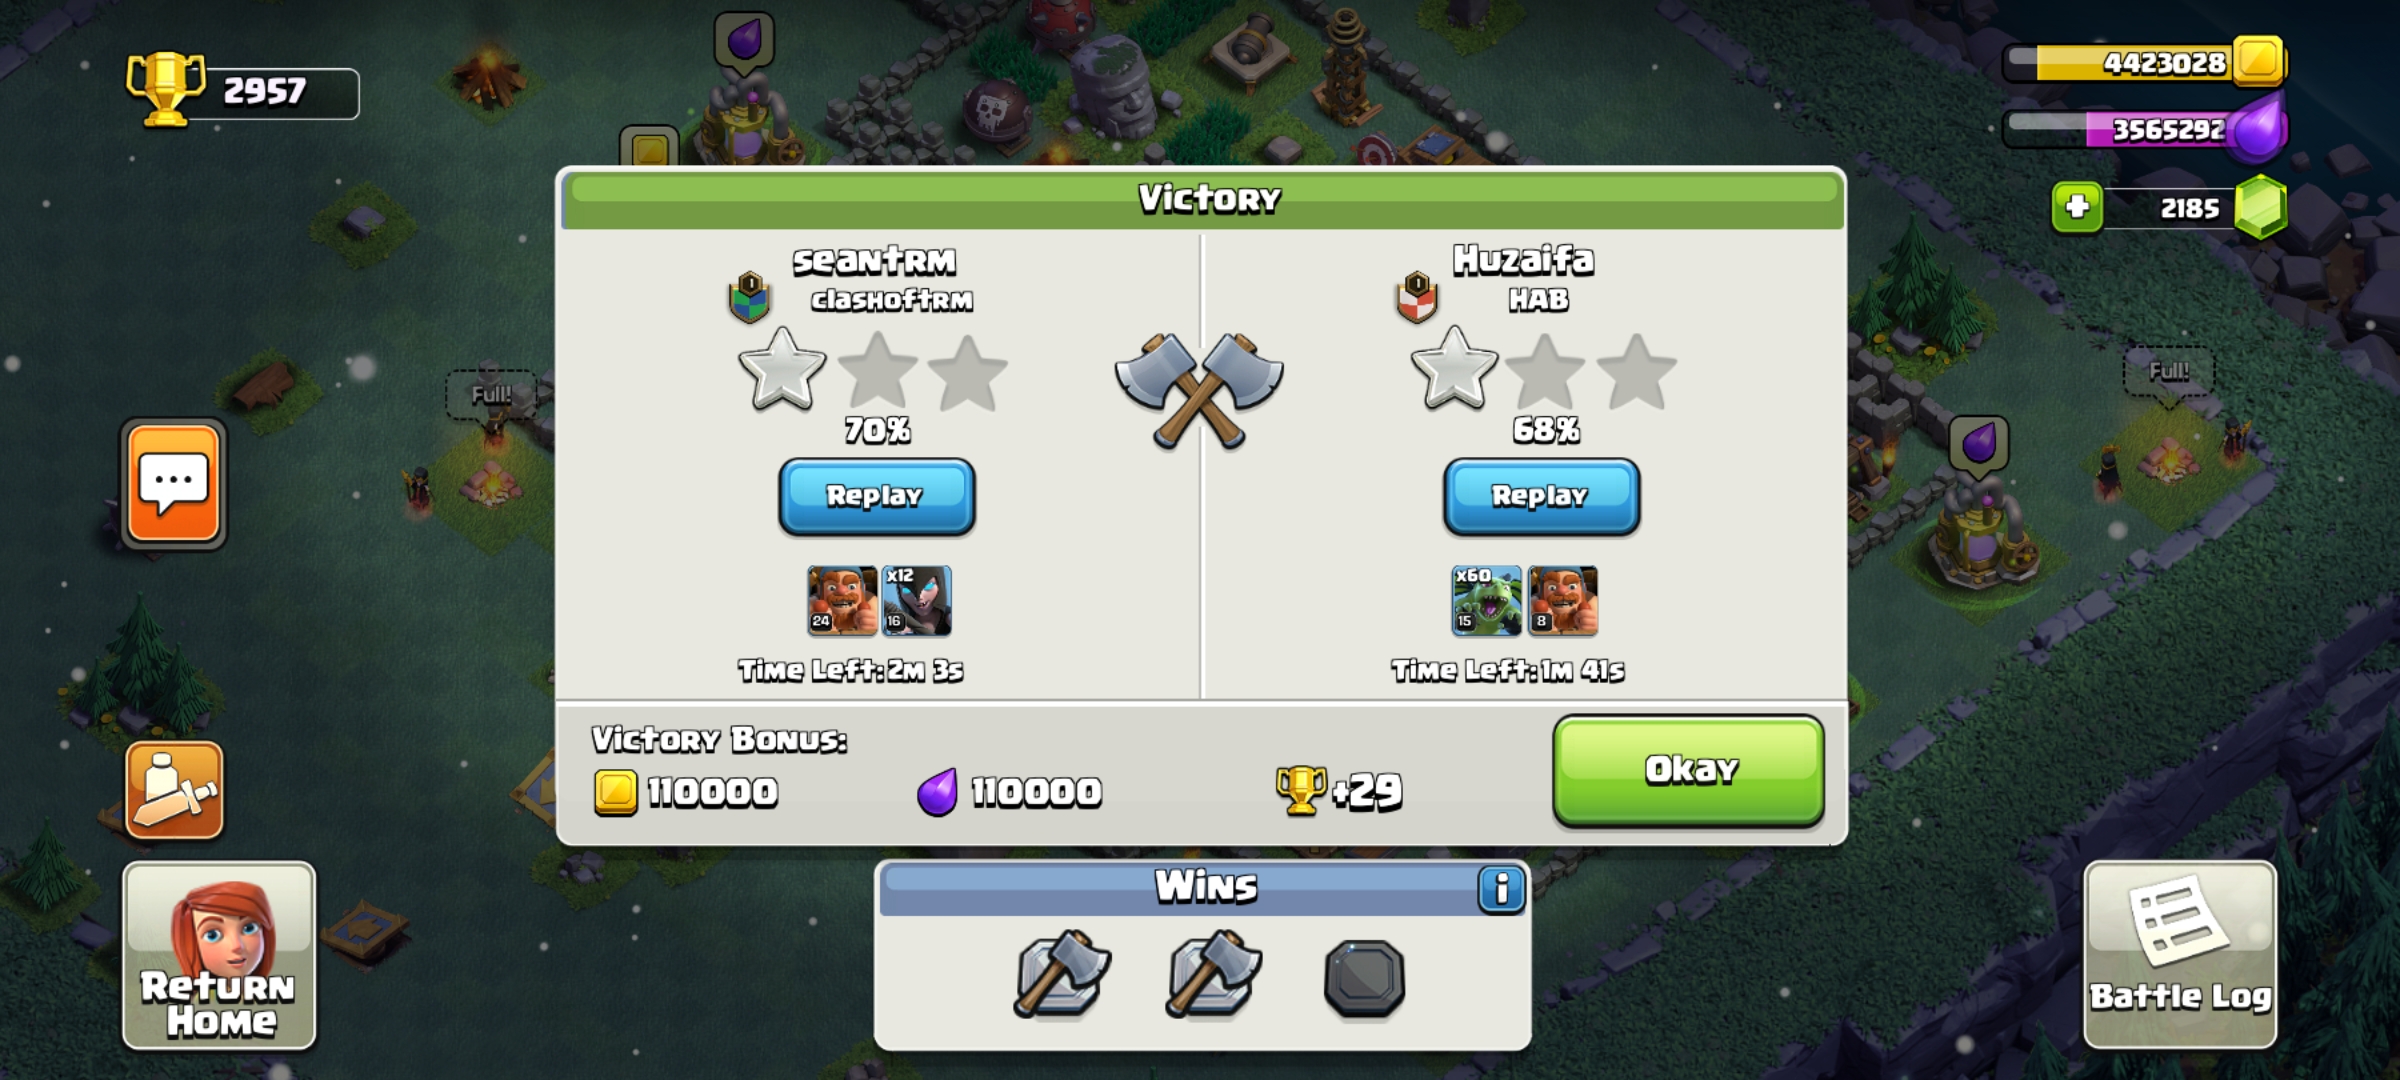 2957
4423028
3565292
2185
Victory
seantrm
clashoftrm
1
70%
Replay
24
x12
16
Time Left:2m 3s
Huzaifa
HAB
1
68%
Replay
x60
15
8
Time Left:1m 41s
Full!
Full!
Victory Bonus:
110000
110000
+29
Okay
Wins
i
Return
Home
Battle Log